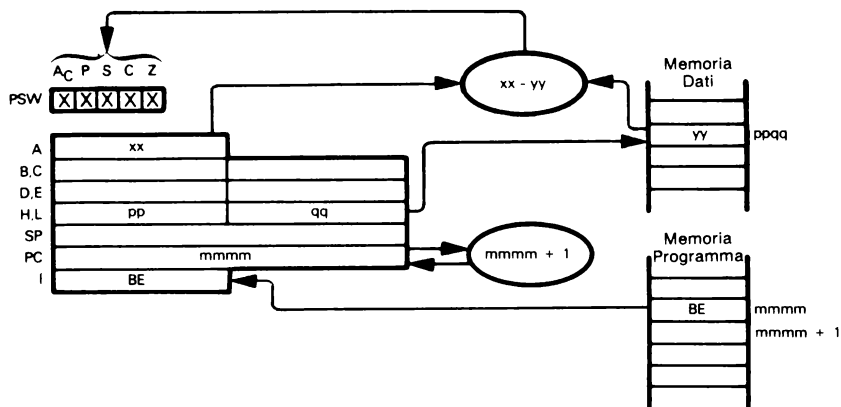 Ac P S C Z
PSW X X X X X
xx - yy
Memoria
Dati
yy ppqq
A xx
B,C
D,E
H,L pp qq
SP
PC mmmm
I BE
mmmm + 1
Memoria
Programma
BE mmmm
mmmm + 1